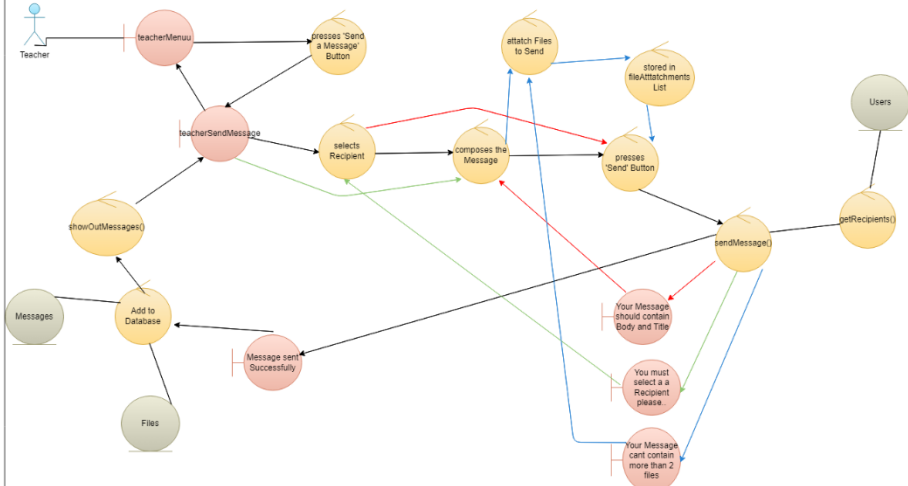 Teacher
teacherMenuu
presses 'Send
a Message'
Button
attatch Files
to Send
stored in
fileAtttatchments
List
Users
teacherSendMessage
selects
Recipient
composes the
Message
presses
'Send' Button
getRecipients()
showOutMessages()
sendMessage()
Messages
Add to
Database
Your Message
should contain
Body and Title
Message sent
Successfully
You must
select a a
Recipient
please...
Files
Your Message
cant contain
more than 2
files